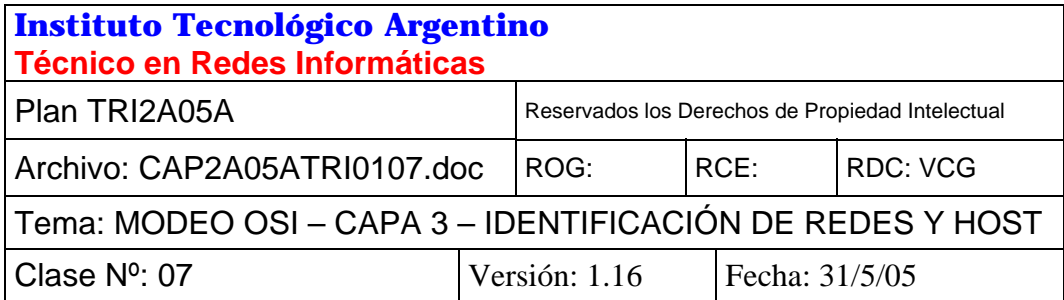 Instituto Tecnológico Argentino
Técnico en Redes Informáticas
Plan TRI2A05A
Reservados los Derechos de Propiedad Intelectual
Archivo: CAP2A05ATRI0107.doc
ROG:
RCE:
RDC: VCG
Tema: MODEO OSI – CAPA 3 – IDENTIFICACIÓN DE REDES Y HOST
Clase Nº: 07
Versión: 1.16
Fecha: 31/5/05